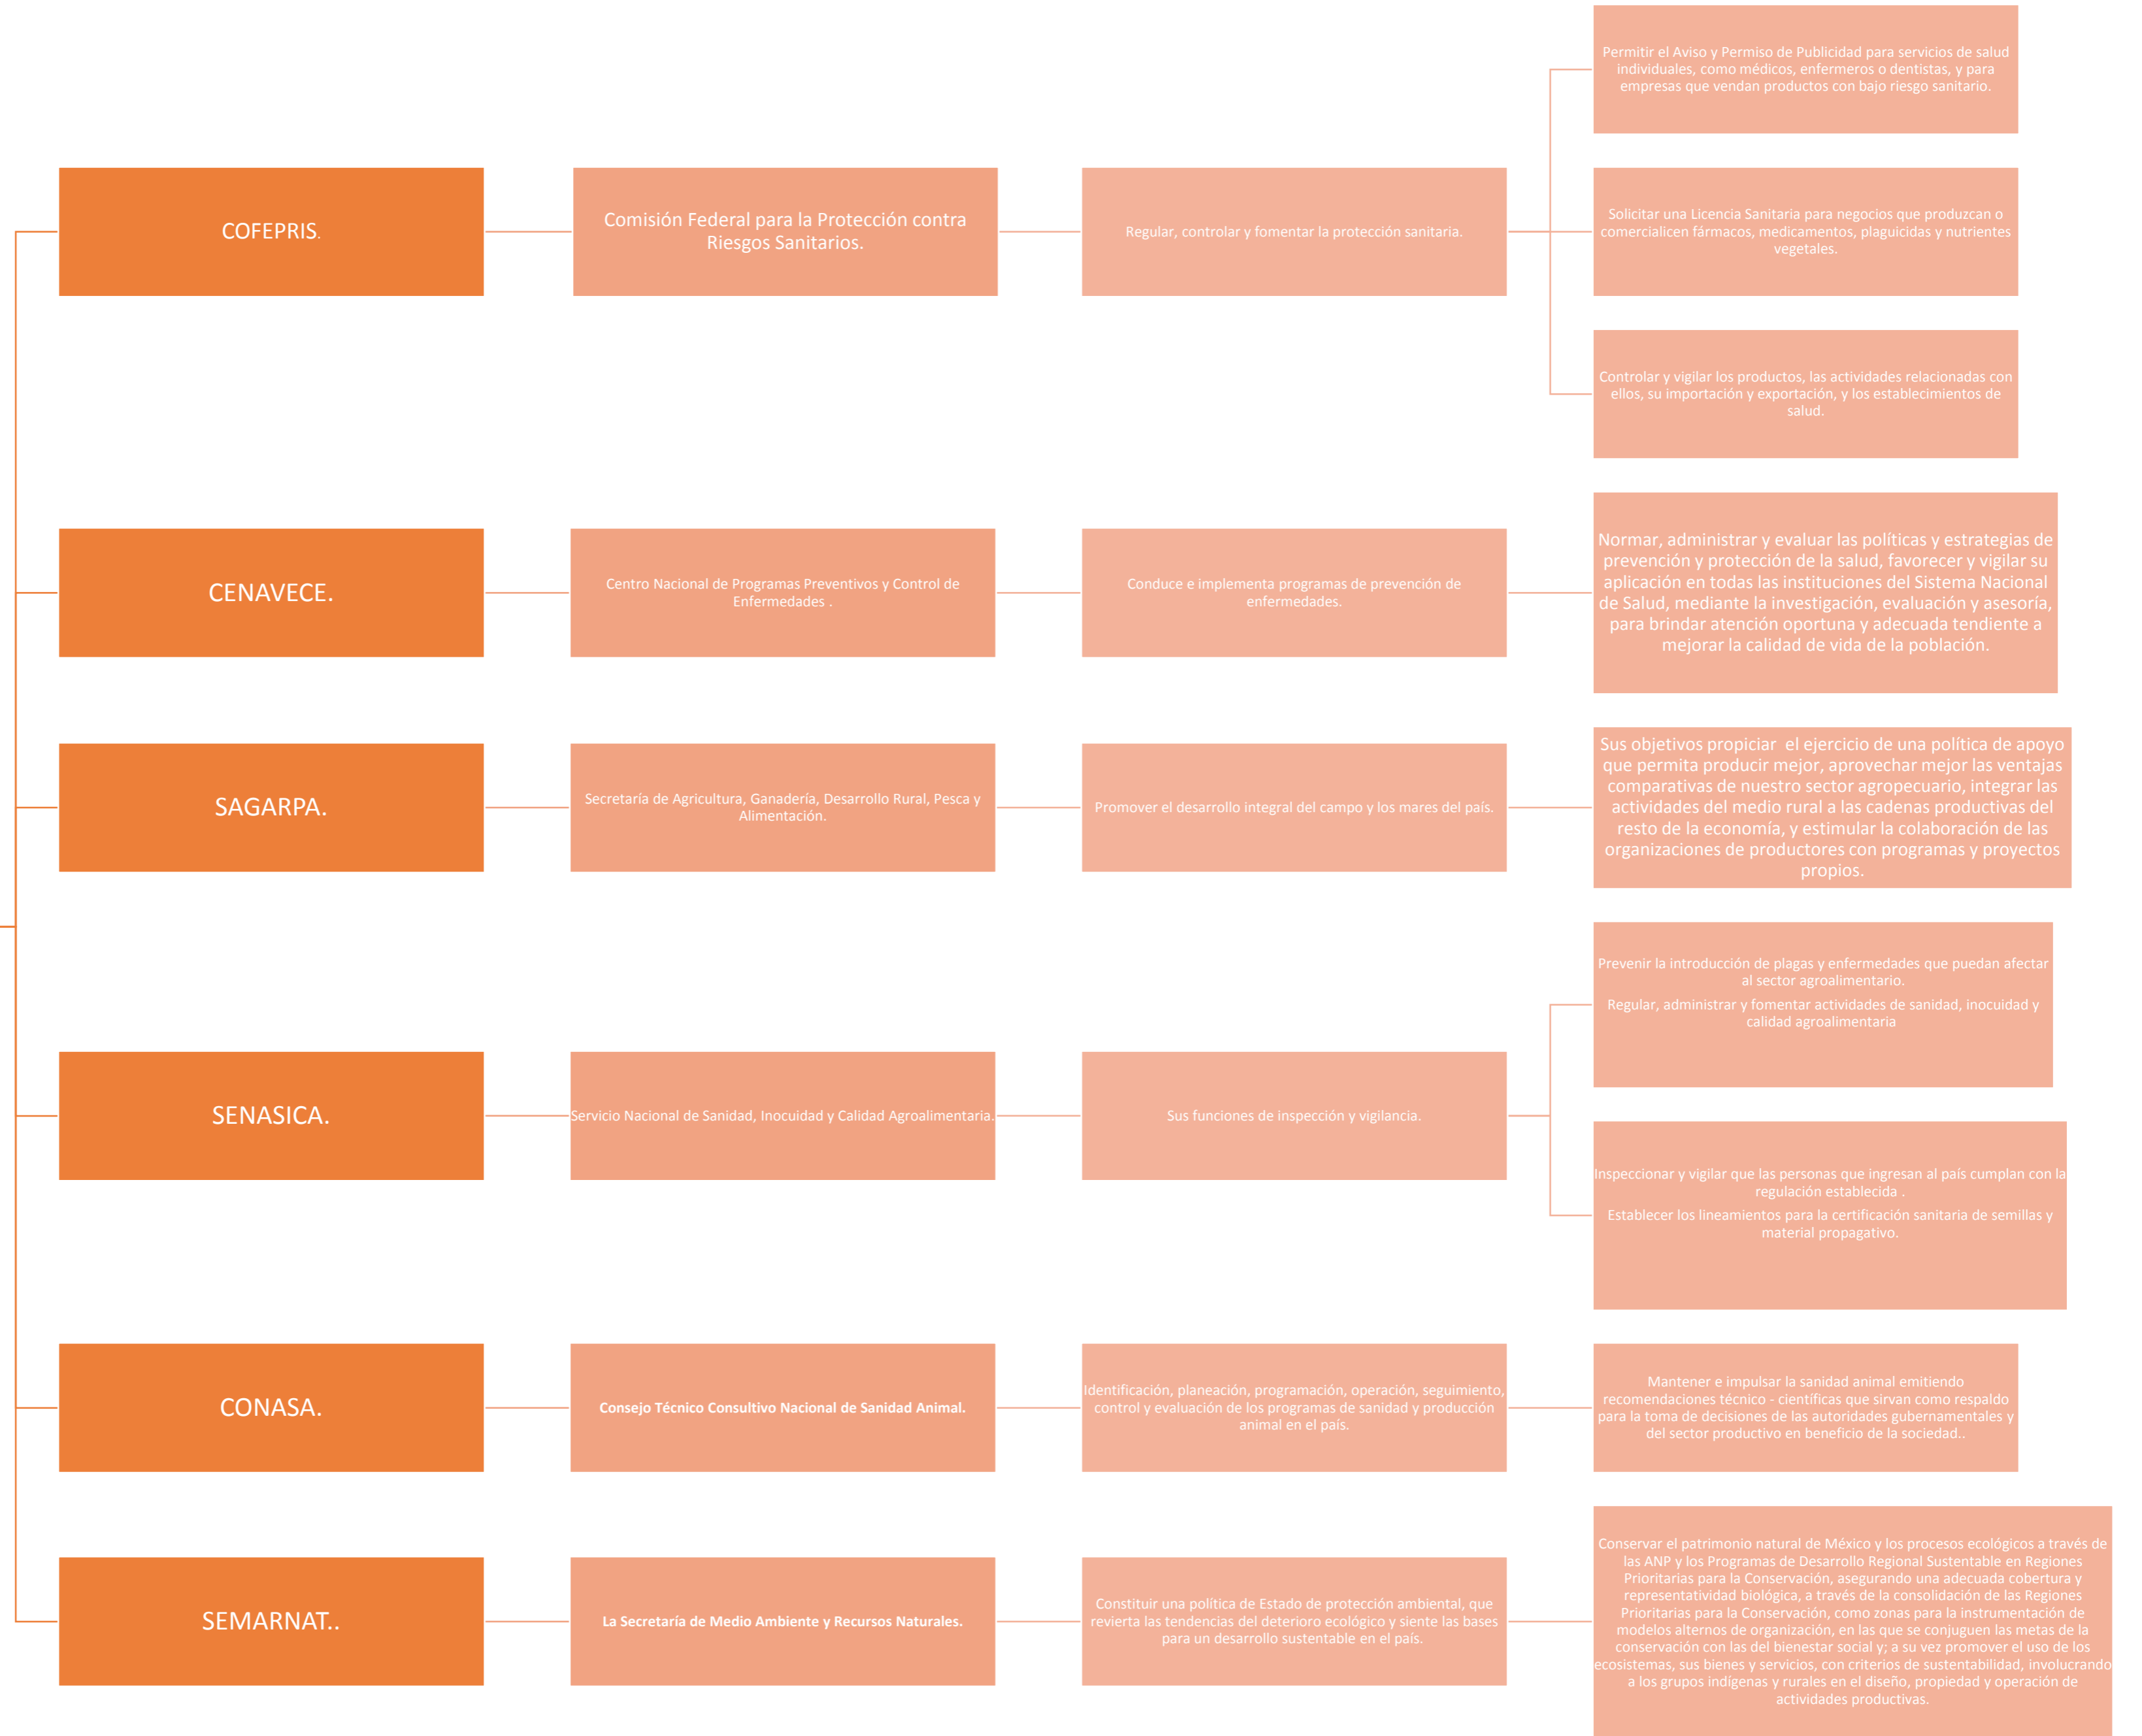 COFEPRIS.
Comisión Federal para la Protección contra
Riesgos Sanitarios.
Regular, controlar y fomentar la protección sanitaria.
Permitir el Aviso y Permiso de Publicidad para servicios de salud
individuales, como médicos, enfermeros o dentistas, y para
empresas que vendan productos con bajo riesgo sanitario.
Solicitar una Licencia Sanitaria para negocios que produzcan o
comercialicen fármacos, medicamentos, plaguicidas y nutrientes
vegetales.
Controlar y vigilar los productos, las actividades relacionadas con
ellos, su importación y exportación, y los establecimientos de
salud.
CENAVECE.
Centro Nacional de Programas Preventivos y Control de
Enfermedades .
Conduce e implementa programas de prevención de
enfermedades.
Normar, administrar y evaluar las políticas y estrategias de
prevención y protección de la salud, favorecer y vigilar su
aplicación en todas las instituciones del Sistema Nacional
de Salud, mediante la investigación, evaluación y asesoría,
para brindar atención oportuna y adecuada tendiente a
mejorar la calidad de vida de la población.
SAGARPA.
Secretaría de Agricultura, Ganadería, Desarrollo Rural, Pesca y
Alimentación.
Promover el desarrollo integral del campo y los mares del país.
Sus objetivos propiciar  el ejercicio de una política de apoyo
que permita producir mejor, aprovechar mejor las ventajas
comparativas de nuestro sector agropecuario, integrar las
actividades del medio rural a las cadenas productivas del
resto de la economía, y estimular la colaboración de las
organizaciones de productores con programas y proyectos
propios.
SENASICA.
Servicio Nacional de Sanidad, Inocuidad y Calidad Agroalimentaria.
Sus funciones de inspección y vigilancia.
Prevenir la introducción de plagas y enfermedades que puedan afectar
al sector agroalimentario.
Regular, administrar y fomentar actividades de sanidad, inocuidad y
calidad agroalimentaria
Inspeccionar y vigilar que las personas que ingresan al país cumplan con la
regulación establecida .
Establecer los lineamientos para la certificación sanitaria de semillas y
material propagativo.
CONASA.
Consejo Técnico Consultivo Nacional de Sanidad Animal.
Identificación, planeación, programación, operación, seguimiento,
control y evaluación de los programas de sanidad y producción
animal en el país.
Mantener e impulsar la sanidad animal emitiendo
recomendaciones técnico - científicas que sirvan como respaldo
para la toma de decisiones de las autoridades gubernamentales y
del sector productivo en beneficio de la sociedad..
SEMARNAT..
La Secretaría de Medio Ambiente y Recursos Naturales.
Constituir una política de Estado de protección ambiental, que
revierta las tendencias del deterioro ecológico y siente las bases
para un desarrollo sustentable en el país.
Conservar el patrimonio natural de México y los procesos ecológicos a través de
las ANP y los Programas de Desarrollo Regional Sustentable en Regiones
Prioritarias para la Conservación, asegurando una adecuada cobertura y
representatividad biológica, a través de la consolidación de las Regiones
Prioritarias para la Conservación, como zonas para la instrumentación de
modelos alternos de organización, en las que se conjuguen las metas de la
conservación con las del bienestar social y; a su vez promover el uso de los
ecosistemas, sus bienes y servicios, con criterios de sustentabilidad, involucrando
a los grupos indígenas y rurales en el diseño, propiedad y operación de
actividades productivas.